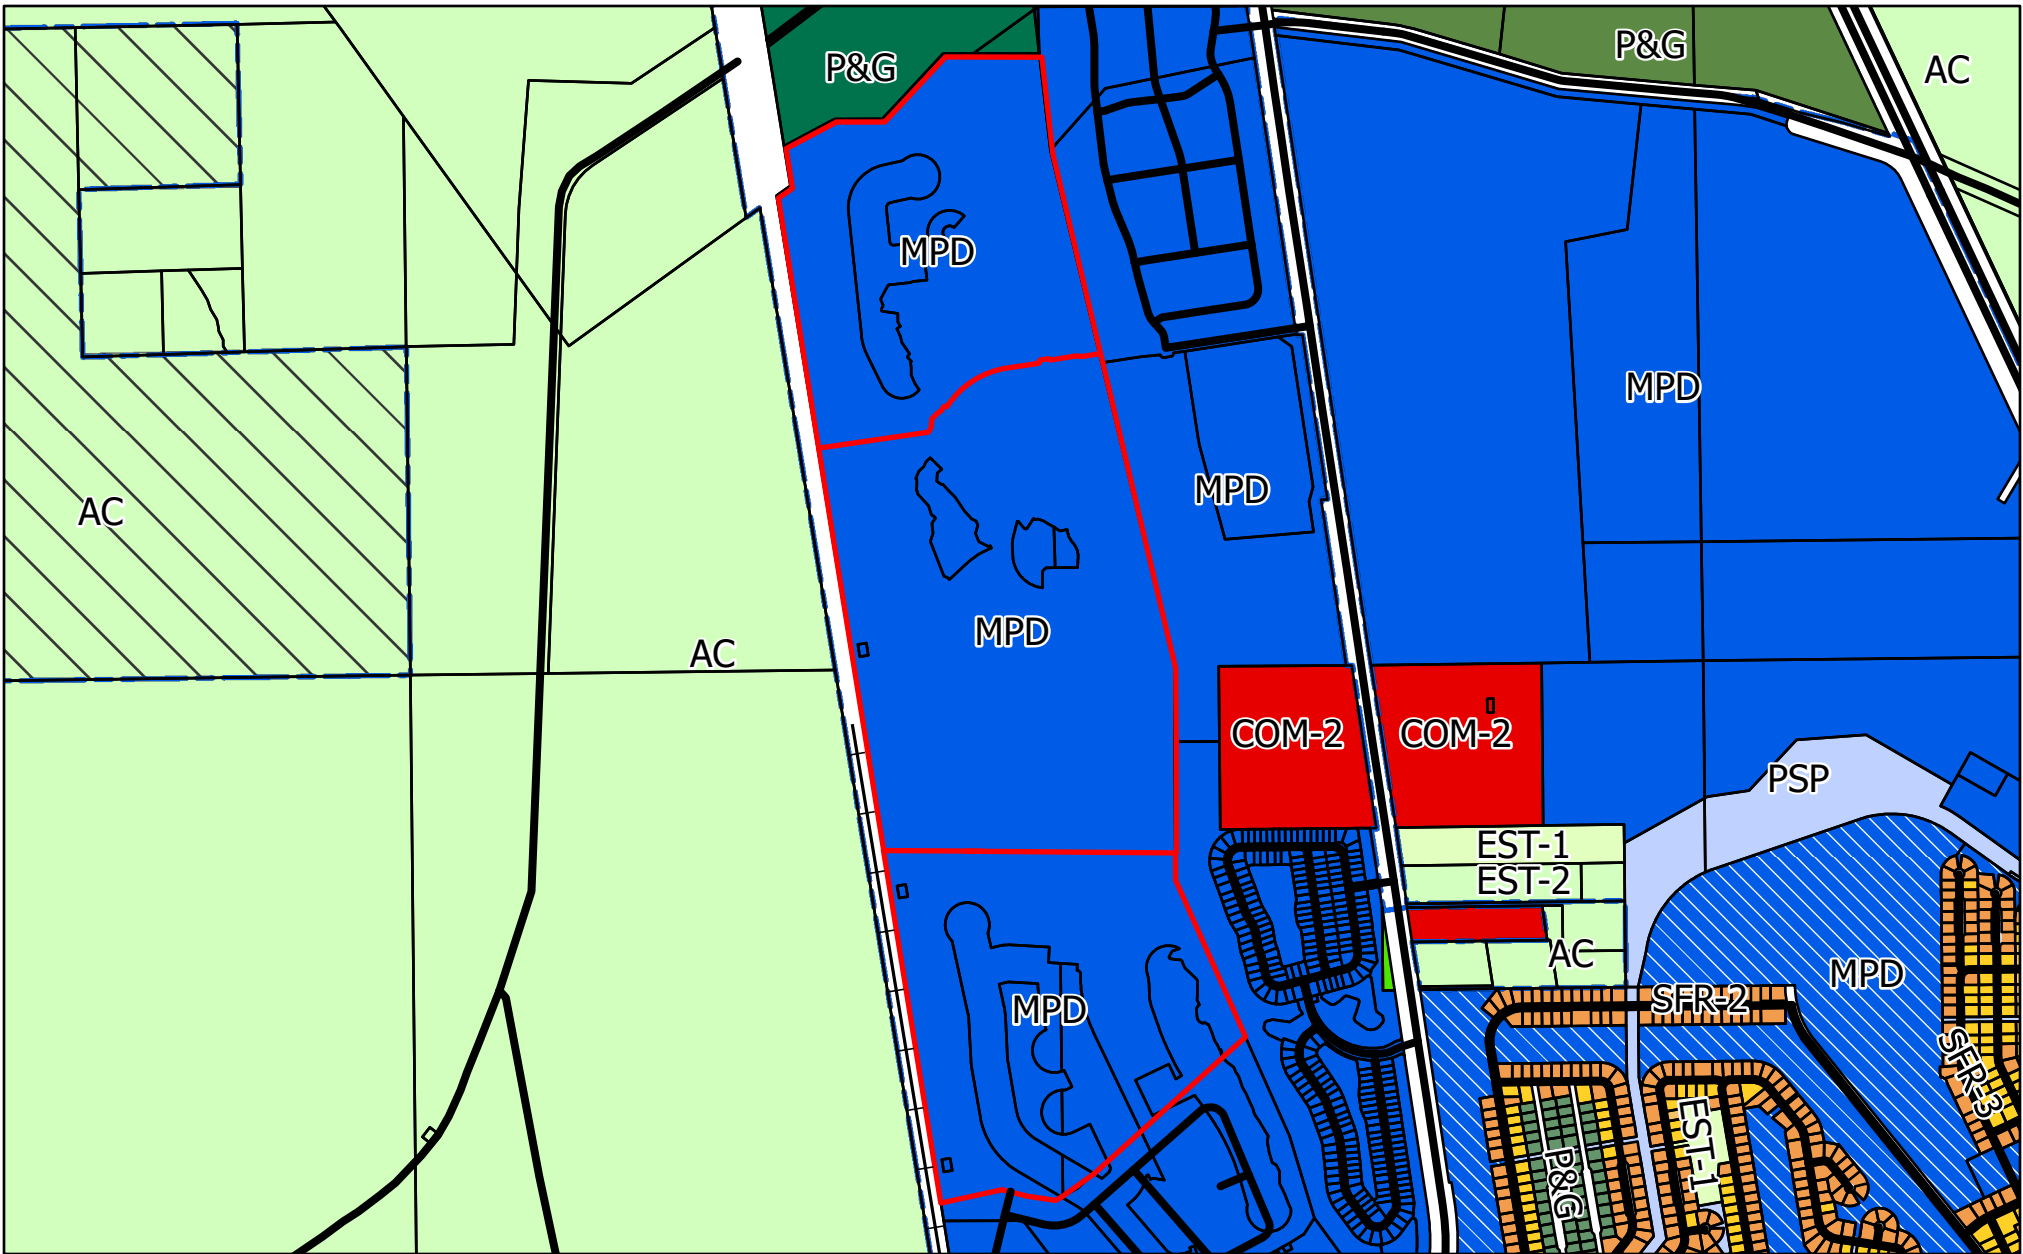 P&G
P&G
AC
MPD
MPD
MPD
AC
MPD
AC
COM-2
COM-2
PSP
EST-1
EST-2
AC
MPD
MPD
SFR-2
SFR-3
EST-1
P&G